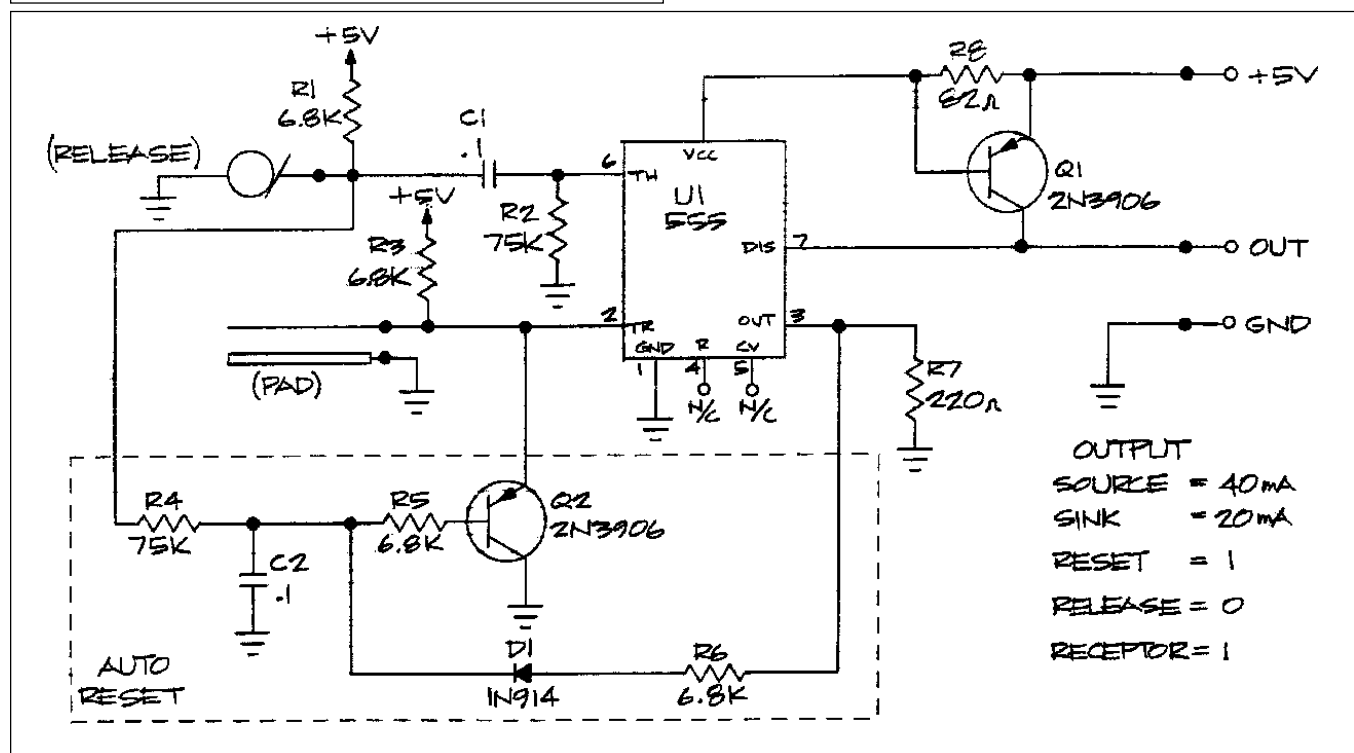 +5V
R1
6.8K
(RELEASE)
C1
.1
+5V
R3
6.8K
R2
75K
6
TH
VCC
U1
555
DIS
7
2
TR
OUT
3
GND
R
CV
1
4
5
N/C
N/C
R8
82Ω
+5V
Q1
2N3906
OUT
GND
R7
220Ω
(PAD)
R4
75K
C2
.1
R5
6.8K
Q2
2N3906
D1
1N914
R6
6.8K
AUTO
RESET
OUTPUT
SOURCE = 40mA
SINK = 20mA
RESET = 1
RELEASE = 0
RECEPTOR = 1